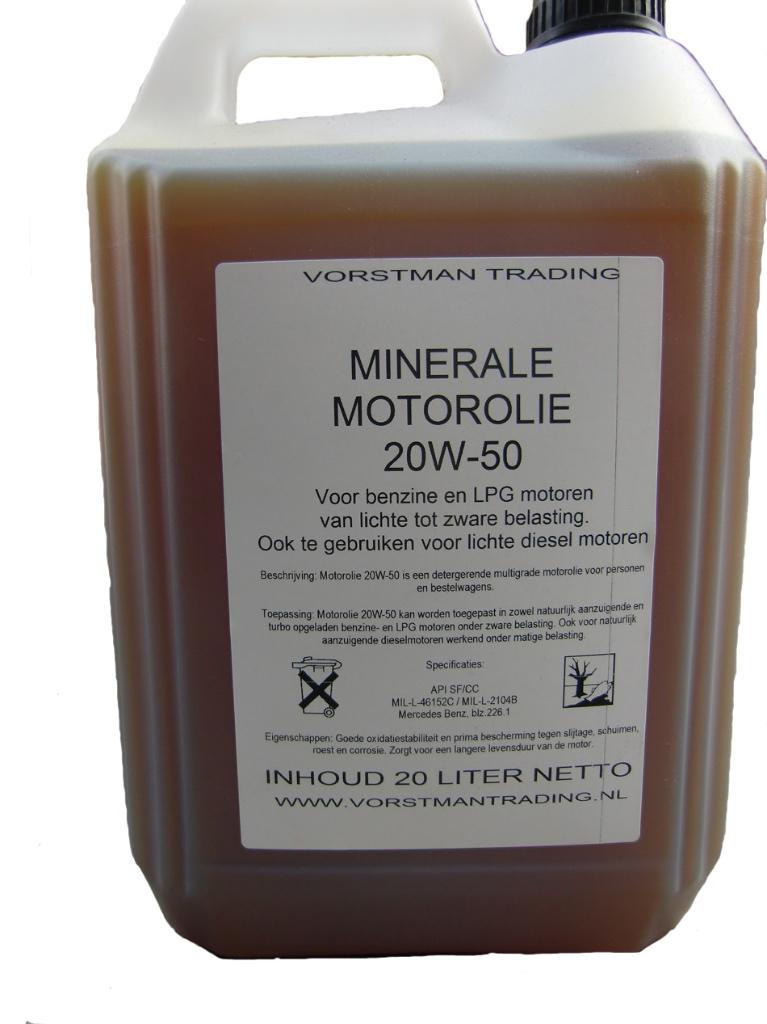 VORSTMAN TRADING
MINERALE
MOTOROLIE
20W-50
Voor benzine en LPG motoren
van lichte tot zware belasting.
Ook te gebruiken voor lichte diesel motoren
Beschrijving: Motorolie 20W-50 is een detergerende multigrade motorolie voor personen
en bestelwagens.
Toepassing: Motorolie 20W-50 kan worden toegepast in zowel natuurlijk aanzuigende en
turbo opgeladen benzine- en LPG motoren onder zware belasting. Ook voor natuurlijk
aanzuigende dieselmotoren werkend onder matige belasting.
Specificaties:
API SF/CC
MIL-L-46152C / MIL-L-2104B
Mercedes Benz, blz.226.1
Eigenschappen: Goede oxidatiestabiliteit en prima bescherming tegen slijtage, schuimen,
roest en corrosie. Zorgt voor een langere levensduur van de motor.
INHOUD 20 LITER NETTO
WWW.VORSTMANTRADING.NL